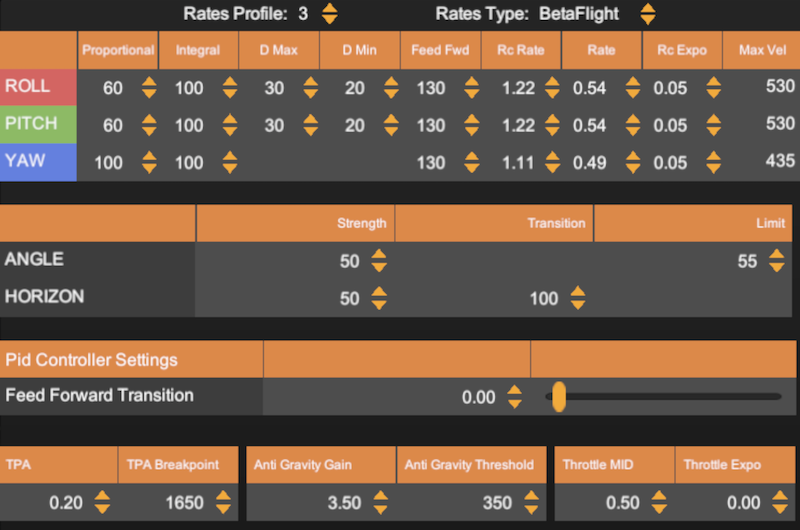 Rates Profile: 3 Rates Type: BetaFlight
Proportional Integral D Max D Min Feed Fwd Rc Rate Rate Rc Expo Max Vel
ROLL 60 100 30 20 130 1.22 0.54 0.05 530
PITCH 60 100 30 20 130 1.22 0.54 0.05 530
YAW 100 100 130 1.11 0.49 0.05 435
Strength Transition Limit
ANGLE 50 55
HORIZON 50 100
Pid Controller Settings
Feed Forward Transition 0.00
TPA TPA Breakpoint Anti Gravity Gain Anti Gravity Threshold Throttle MID Throttle Expo
0.20 1650 3.50 350 0.50 0.00